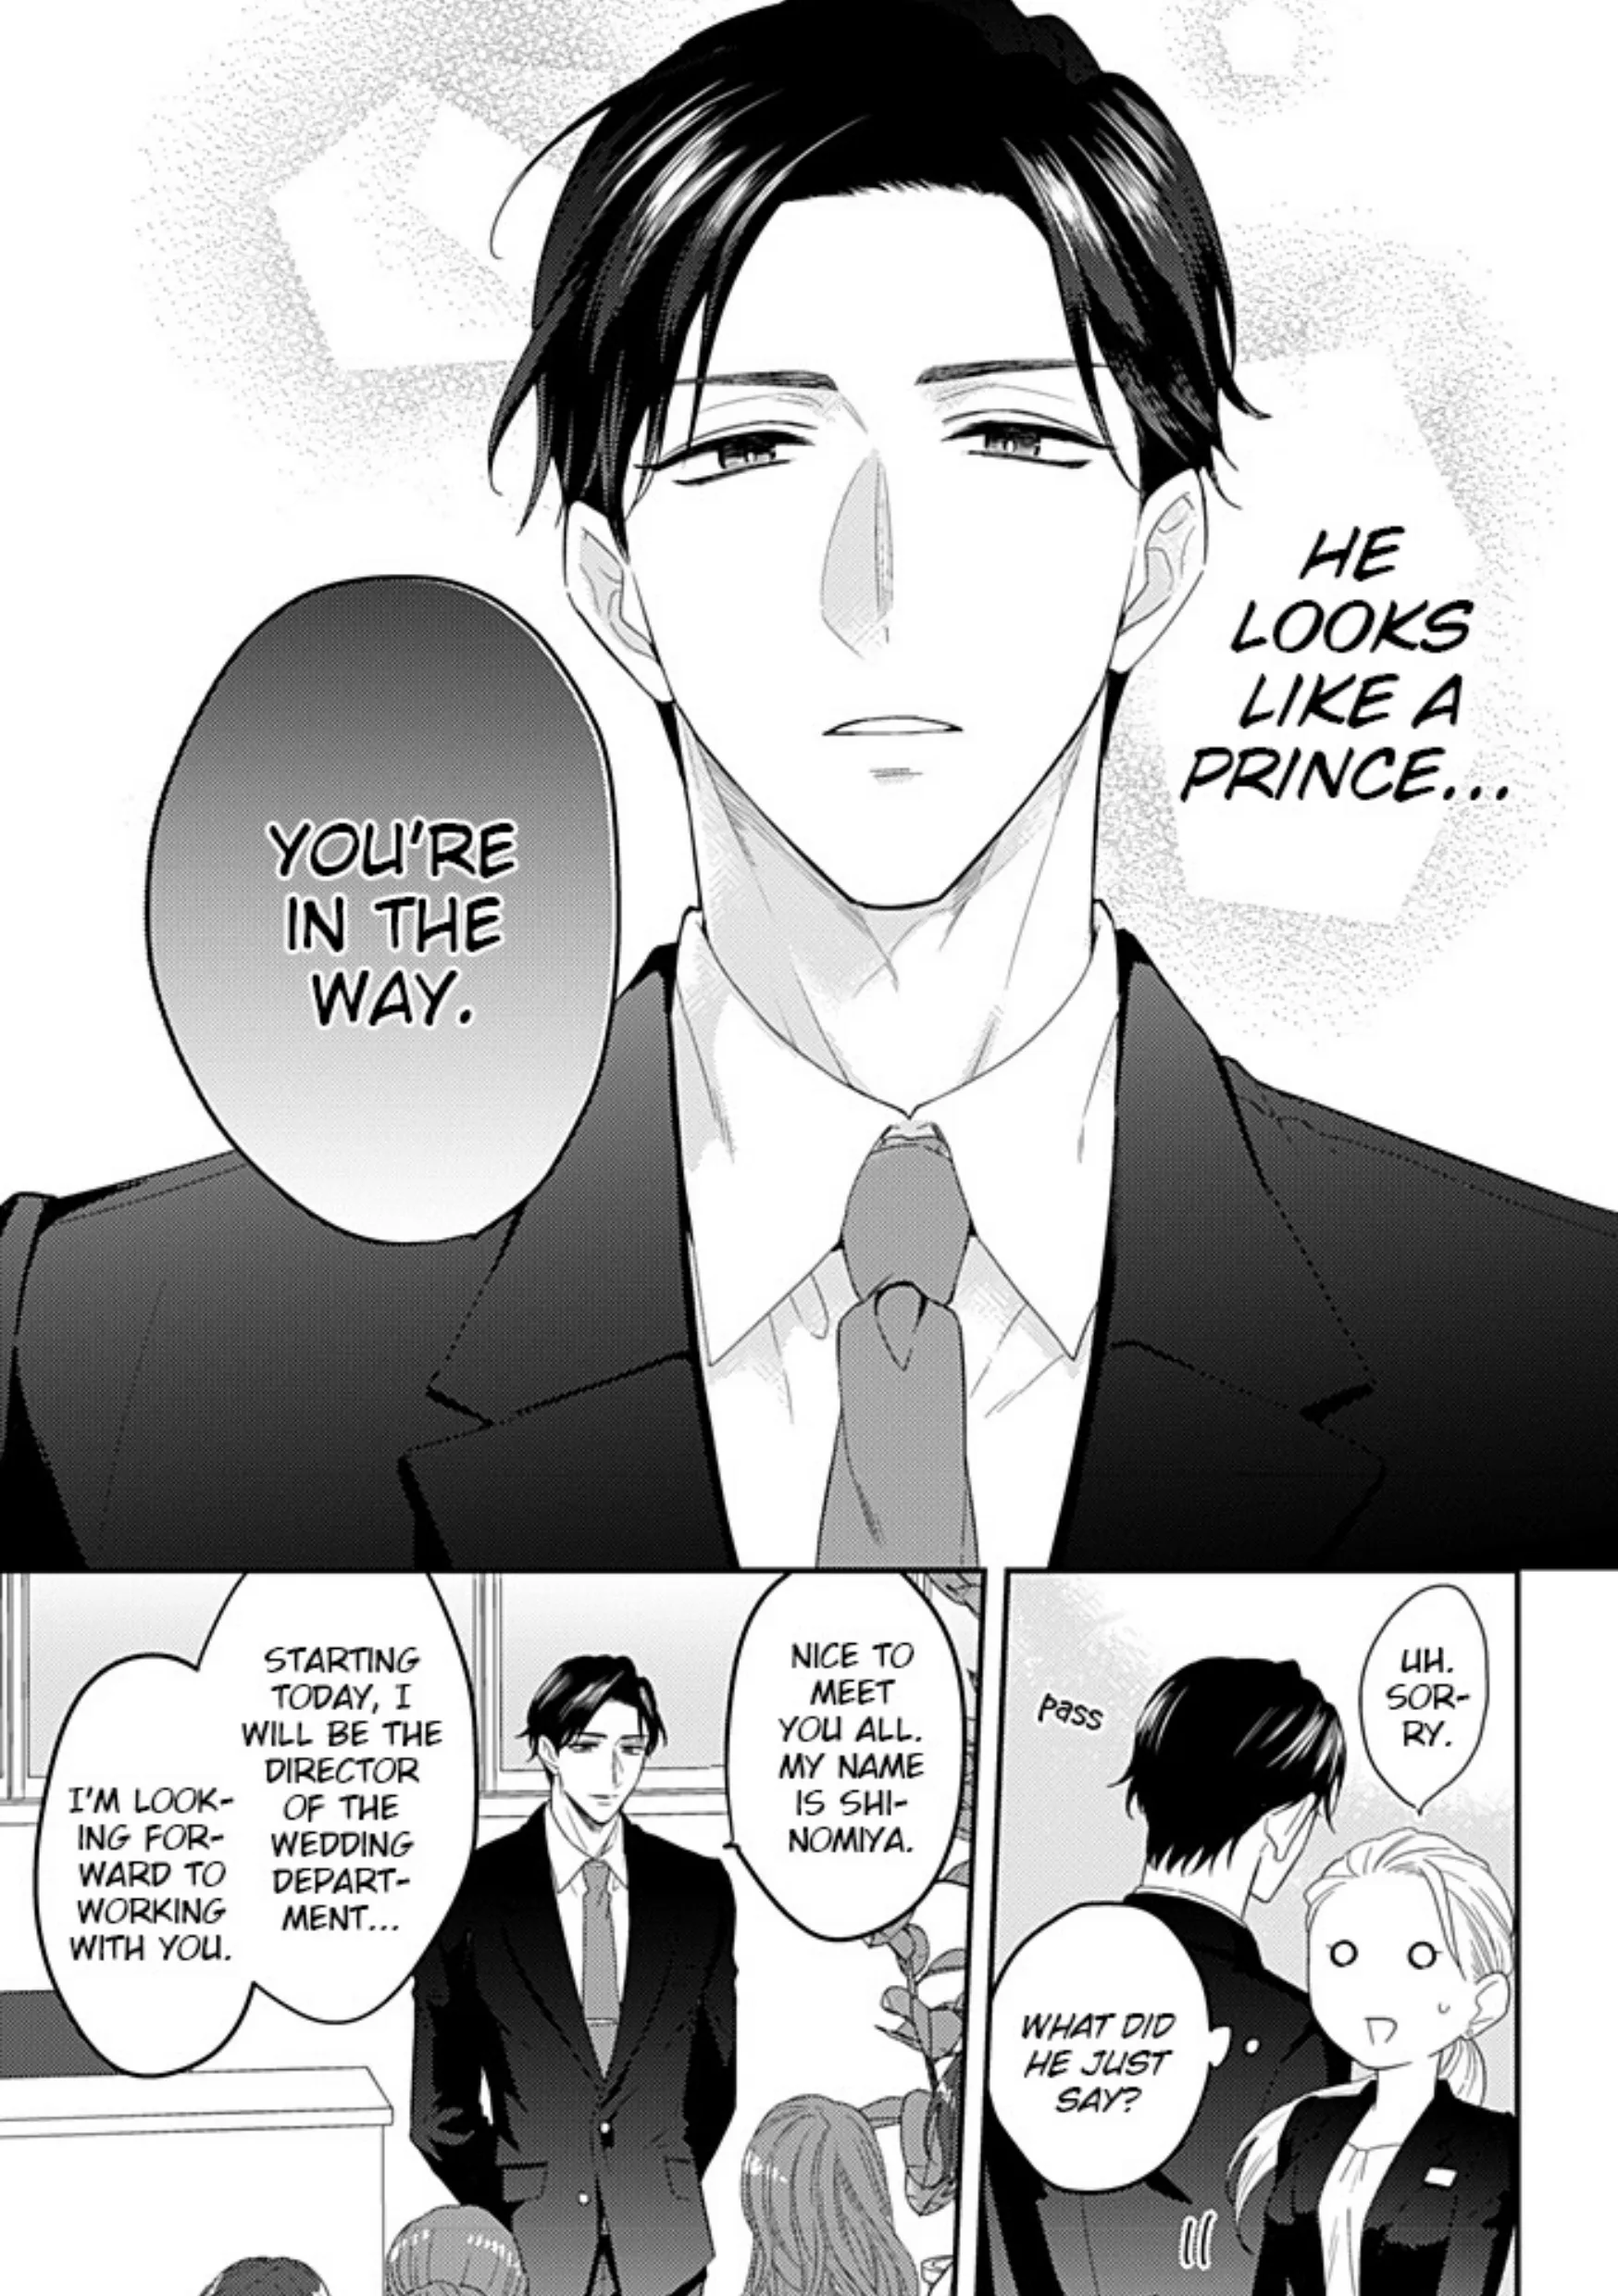 HE
LOOKS
LIKE A
PRINCE...
YOU'RE
IN THE
WAY.
UH.
SOR-
RY.
pass
WHAT DID
HE JUST
SAY?
NICE TO
MEET
YOU ALL.
MY NAME
IS SHI-
NOMIYA.
STARTING
TODAY, I
WILL BE THE
DIRECTOR
OF THE
WEDDING
DEPART-
MENT...
I'M LOOK-
ING FOR-
WARD TO
WORKING
WITH YOU.